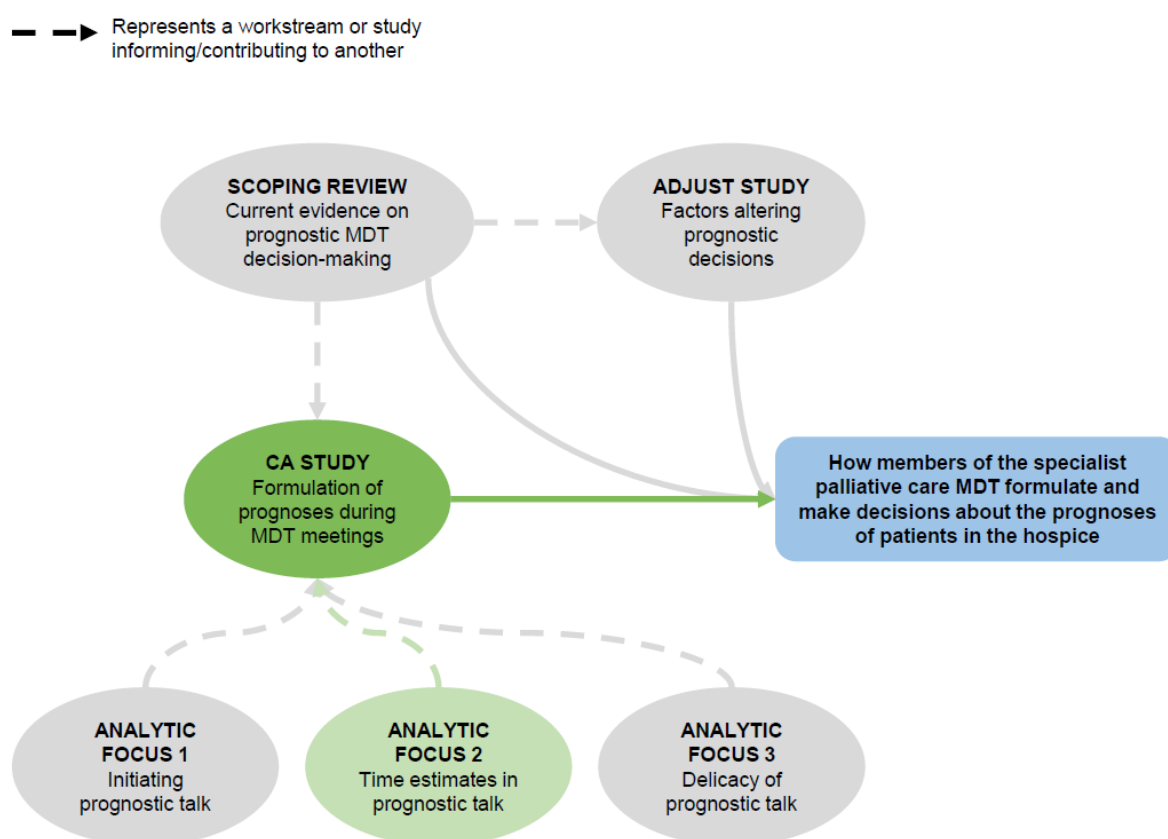 Represents a workstream or study
informing/contributing to another
SCOPING REVIEW
Current evidence on
prognostic MDT
decision-making
ADJUST STUDY
Factors altering
prognostic
decisions
CA STUDY
Formulation of
prognoses during
MDT meetings
How members of the specialist
palliative care MDT formulate and
make decisions about the prognoses
of patients in the hospice
ANALYTIC
FOCUS 1
Initiating
prognostic talk
ANALYTIC
FOCUS 2
Time estimates in
prognostic talk
ANALYTIC
FOCUS 3
Delicacy of
prognostic talk